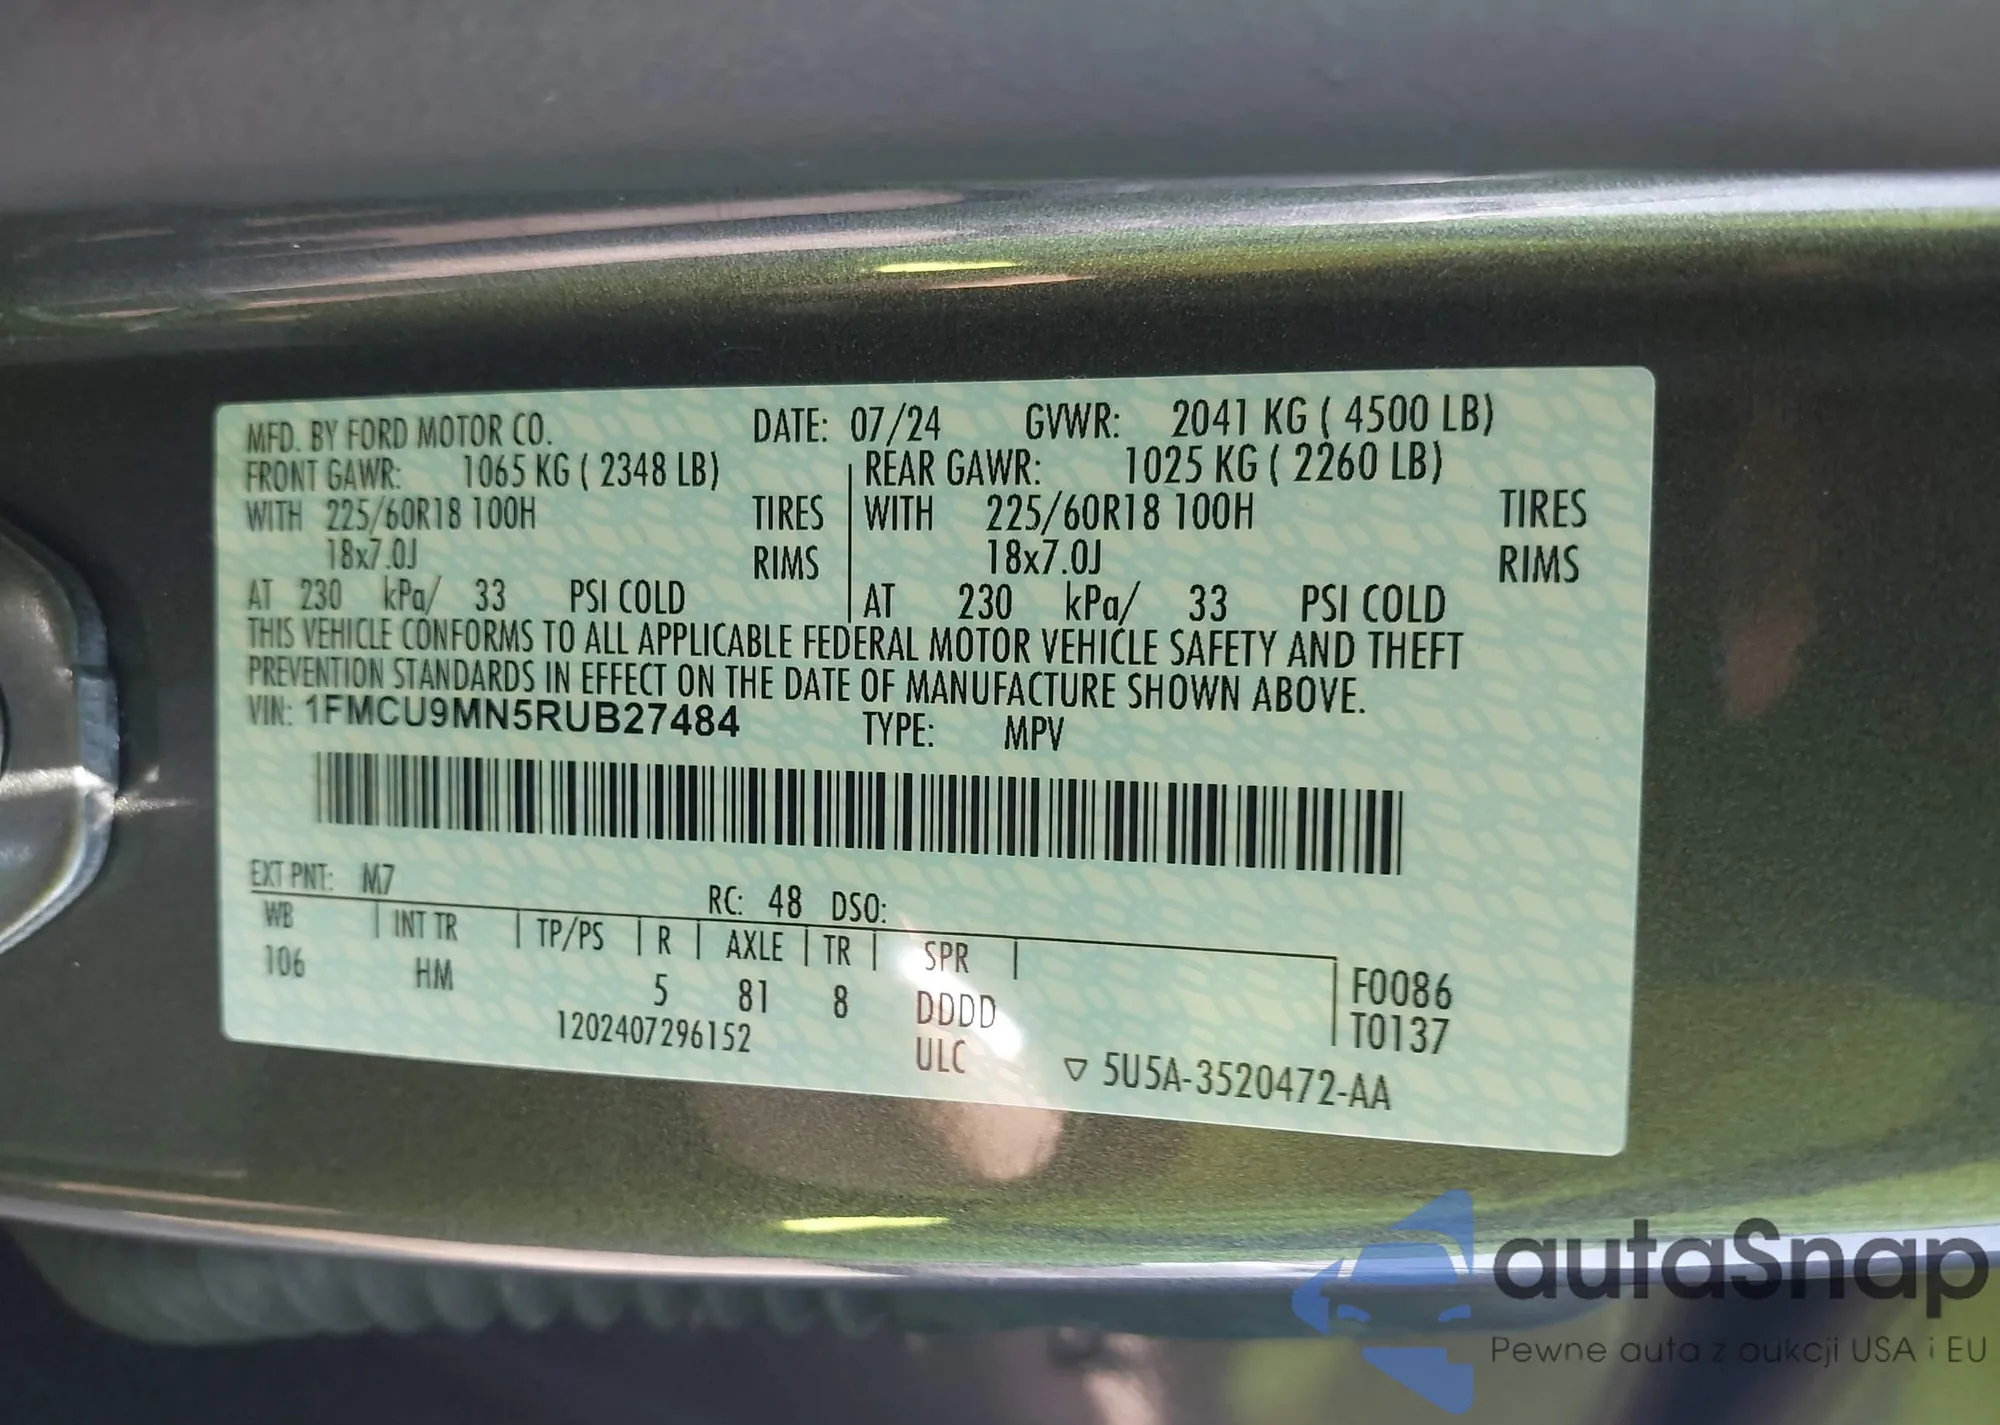 MFD. BY FORD MOTOR CO. DATE: 07/24 GVWR: 2041 KG ( 4500 LB)
FRONT GAWR: 1065 KG ( 2348 LB) REAR GAWR: 1025 KG ( 2260 LB)
WITH 225/60R18 100H TIRES WITH 225/60R18 100H TIRES
18x7.0J RIMS 18x7.0J RIMS
AT 230 kPa/ 33 PSI COLD AT 230 kPa/ 33 PSI COLD
THIS VEHICLE CONFORMS TO ALL APPLICABLE FEDERAL MOTOR VEHICLE SAFETY AND THEFT
PREVENTION STANDARDS IN EFFECT ON THE DATE OF MANUFACTURE SHOWN ABOVE.
VIN: 1FMCU9MN5RUB27484 TYPE: MPV
EXT PNT: M7 RC: 48 DSO:
WB INT TR TP/PS R AXLE TR SPR F0086
106 HM 5 81 8 DDDD T0137
1202407296152 ULC ▽ 5U5A-3520472-AA
autaSnap
Pewne auta z aukcji USA i EU